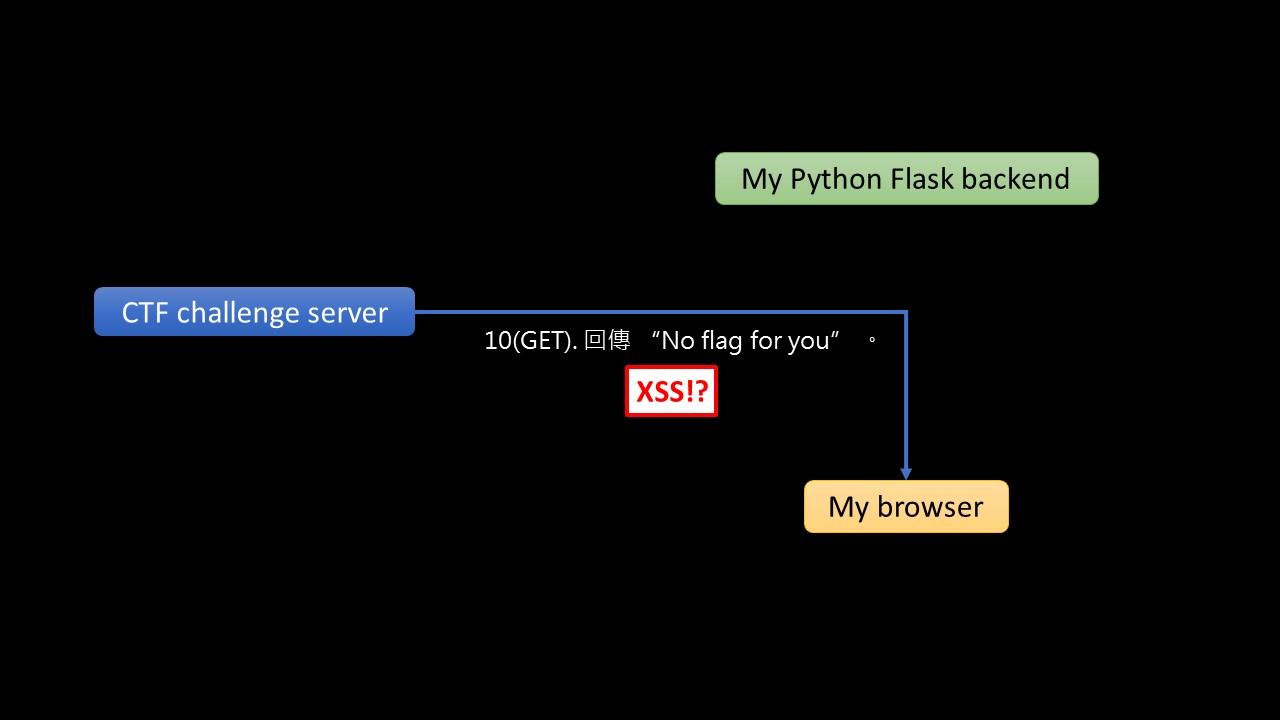 My Python Flask backend
CTF challenge server
10(GET). 回傳 “No flag for you” 。
XSS!?
My browser